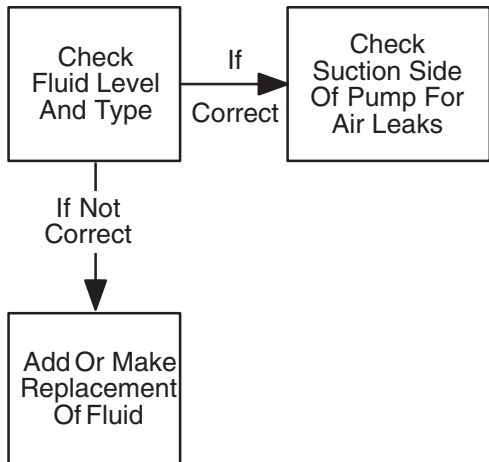 Check
Fluid Level
And Type
If
Correct
Check
Suction Side
Of Pump For
Air Leaks
If Not
Correct
Add Or Make
Replacement
Of Fluid